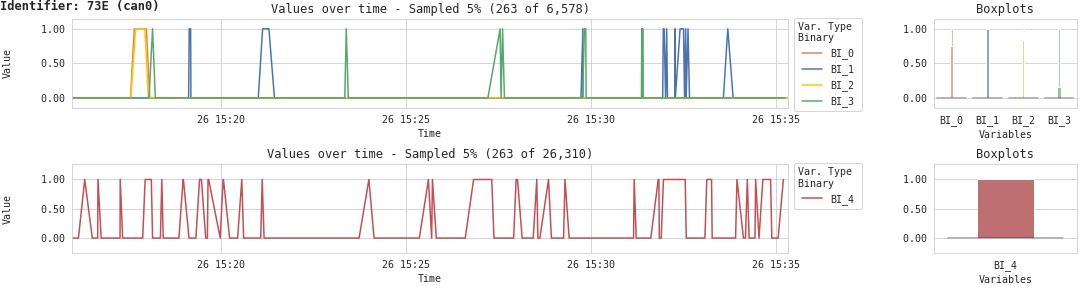 Identifier: 73E (can0)
Values over time - Sampled 5% (263 of 6,578)
Value
1.00
0.50
0.00
26 15:20
26 15:25
26 15:30
26 15:35
Time
Var. Type
Binary
BI_0
BI_1
BI_2
BI_3
Boxplots
1.00
0.50
0.00
BI_0
BI_1
BI_2
BI_3
Variables
Values over time - Sampled 5% (263 of 26,310)
Value
1.00
0.50
0.00
26 15:20
26 15:25
26 15:30
26 15:35
Time
Var. Type
Binary
BI_4
Boxplots
1.00
0.50
0.00
BI_4
Variables